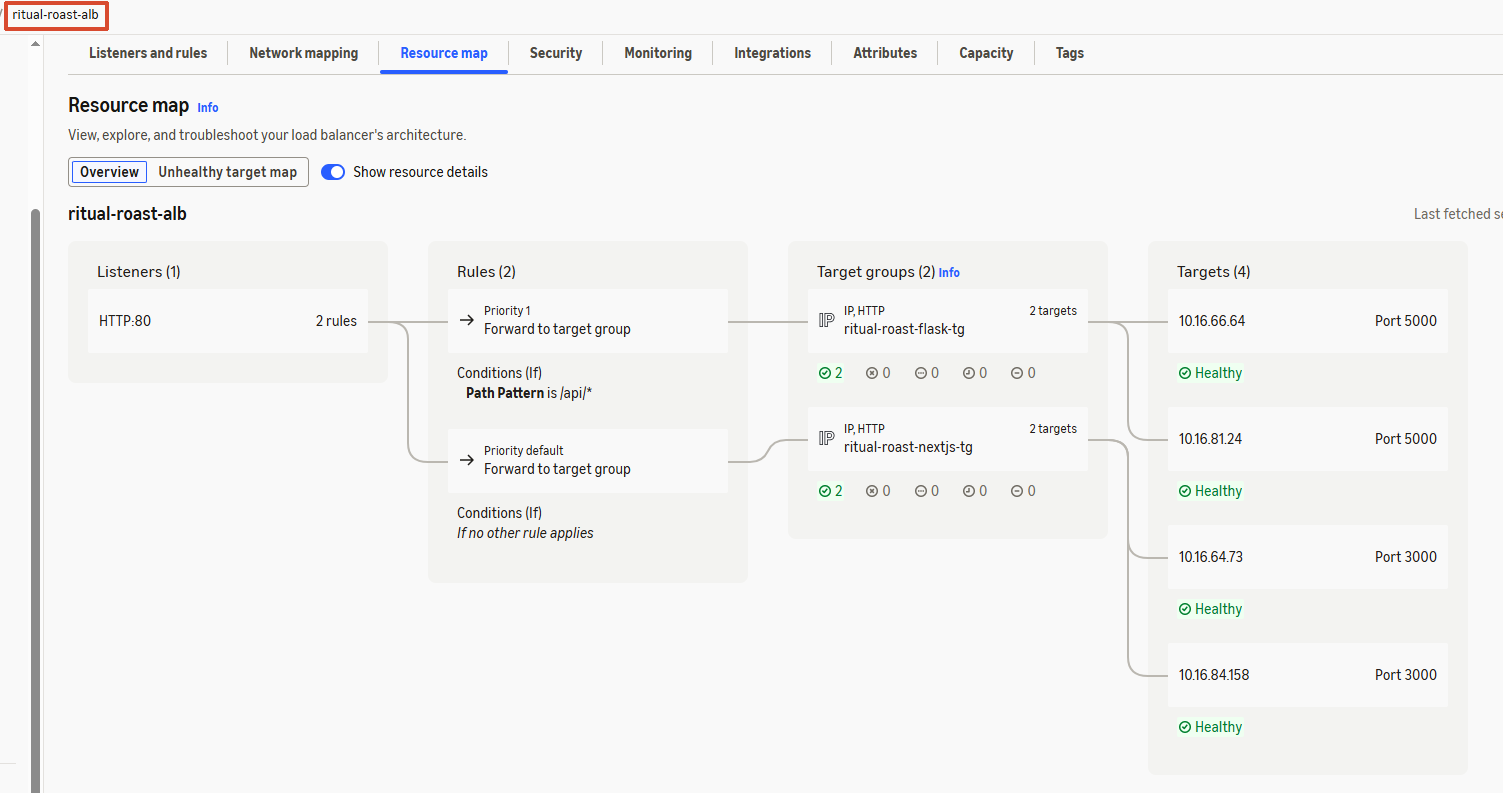 / ritual-roast-alb
Listeners and rules
Network mapping
Resource map
Security
Monitoring
Integrations
Attributes
Capacity
Tags
Resource map Info
View, explore, and troubleshoot your load balancer's architecture.
Overview
Unhealthy target map
Show resource details
ritual-roast-alb
Last fetched se
Listeners (1)
HTTP:80
2 rules
Rules (2)
Priority 1
Forward to target group
Conditions (If)
Path Pattern is /api/*
Priority default
Forward to target group
Conditions (If)
If no other rule applies
Target groups (2) Info
IP, HTTP
2 targets
ritual-roast-flask-tg
2 0 0 0 0
IP, HTTP
2 targets
ritual-roast-nextjs-tg
2 0 0 0 0
Targets (4)
10.16.66.64 Port 5000
Healthy
10.16.81.24 Port 5000
Healthy
10.16.64.73 Port 3000
Healthy
10.16.84.158 Port 3000
Healthy